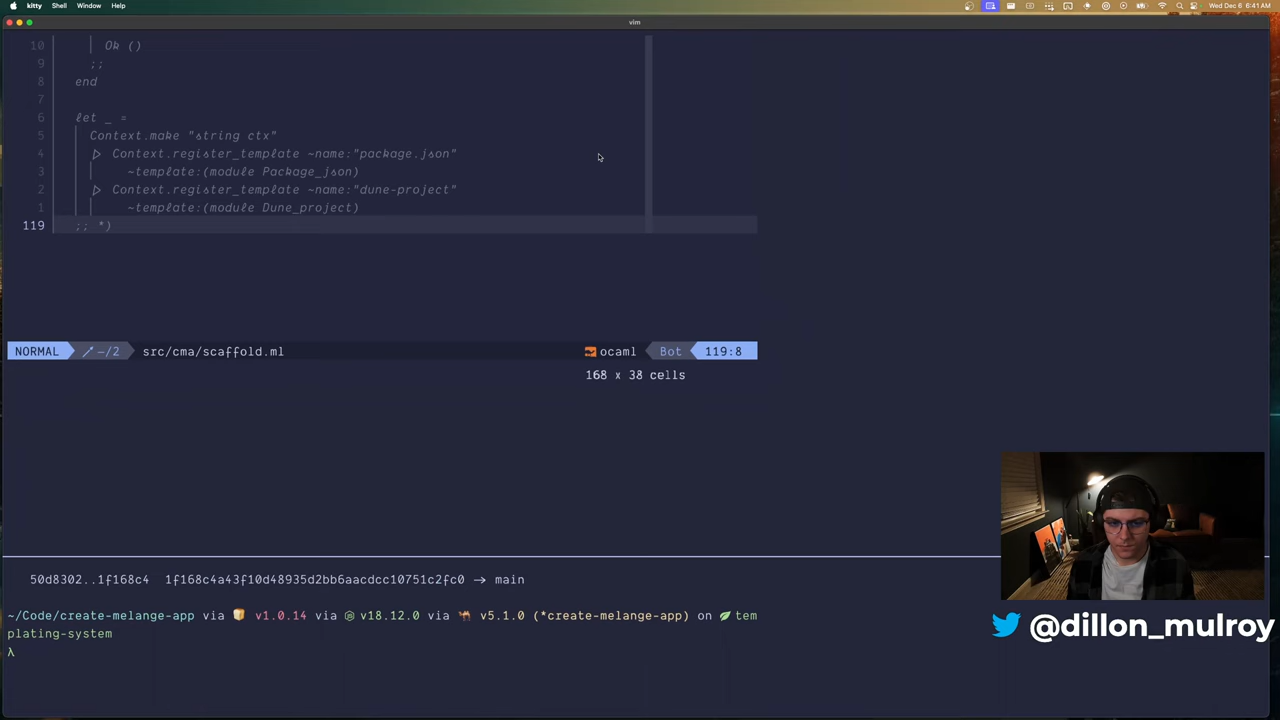 kitty Shell Window Help
Wed Dec 6 6:41 AM
vim
10 Ok ()
9 ;;
8 end
7
6 let _ =
5 Context.make "string ctx"
4 ▷ Context.register_template ~name:"package.json"
3 ~template:(module Package_json)
2 ▷ Context.register_template ~name:"dune-project"
1 ~template:(module Dune_project)
119 ;; *)
NORMAL –/2 src/cma/scaffold.ml ocaml Bot 119:8
168 x 38 cells
50d8302..1f168c4 1f168c4a43f10d48935d2bb6aacdcc10751c2fc0 -> main
~/Code/create-melange-app via v1.0.14 via v18.12.0 via v5.1.0 (*create-melange-app) on tem
plating-system
λ
@dillon_mulroy